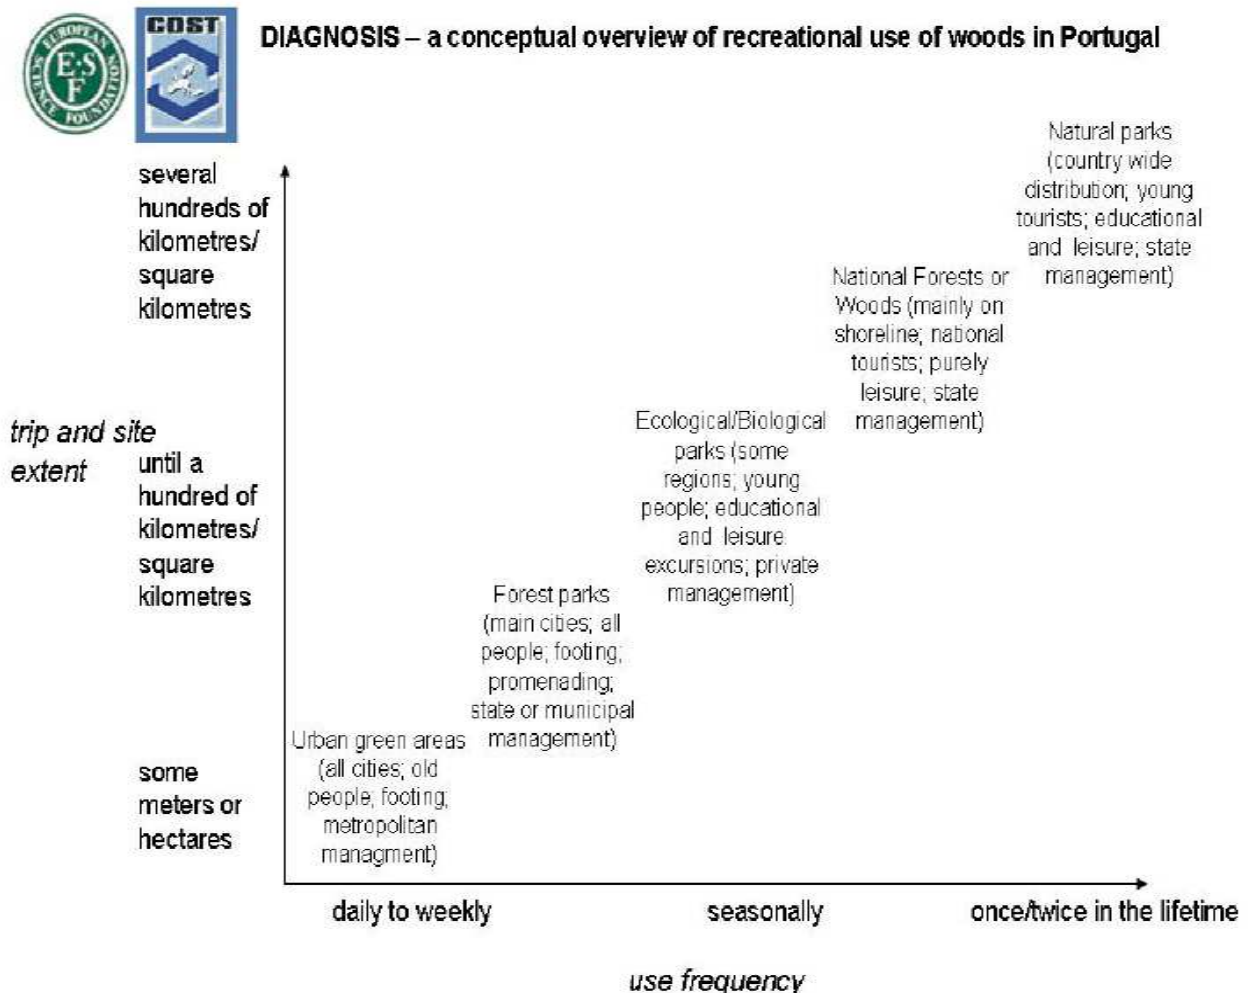 EUROPEAN
SCIENCE FOUNDATION
E·S
F
COST
DIAGNOSIS – a conceptual overview of recreational use of woods in Portugal
several
hundreds of
kilometres/
square
kilometres
trip and site
extent
until a
hundred of
kilometres/
square
kilometres
some
meters or
hectares
Natural parks
(country wide
distribution; young
tourists; educational
and leisure; state
management)
National Forests or
Woods (mainly on
shoreline; national
tourists; purely
leisure; state
management)
Ecological/Biological
parks (some
regions; young
people; educational
and leisure
excursions; private
management)
Forest parks
(main cities; all
people; footing;
promenading;
state or municipal
management)
Urban green areas
(all cities; old
people; footing;
metropolitan
managment)
daily to weekly
seasonally
once/twice in the lifetime
use frequency